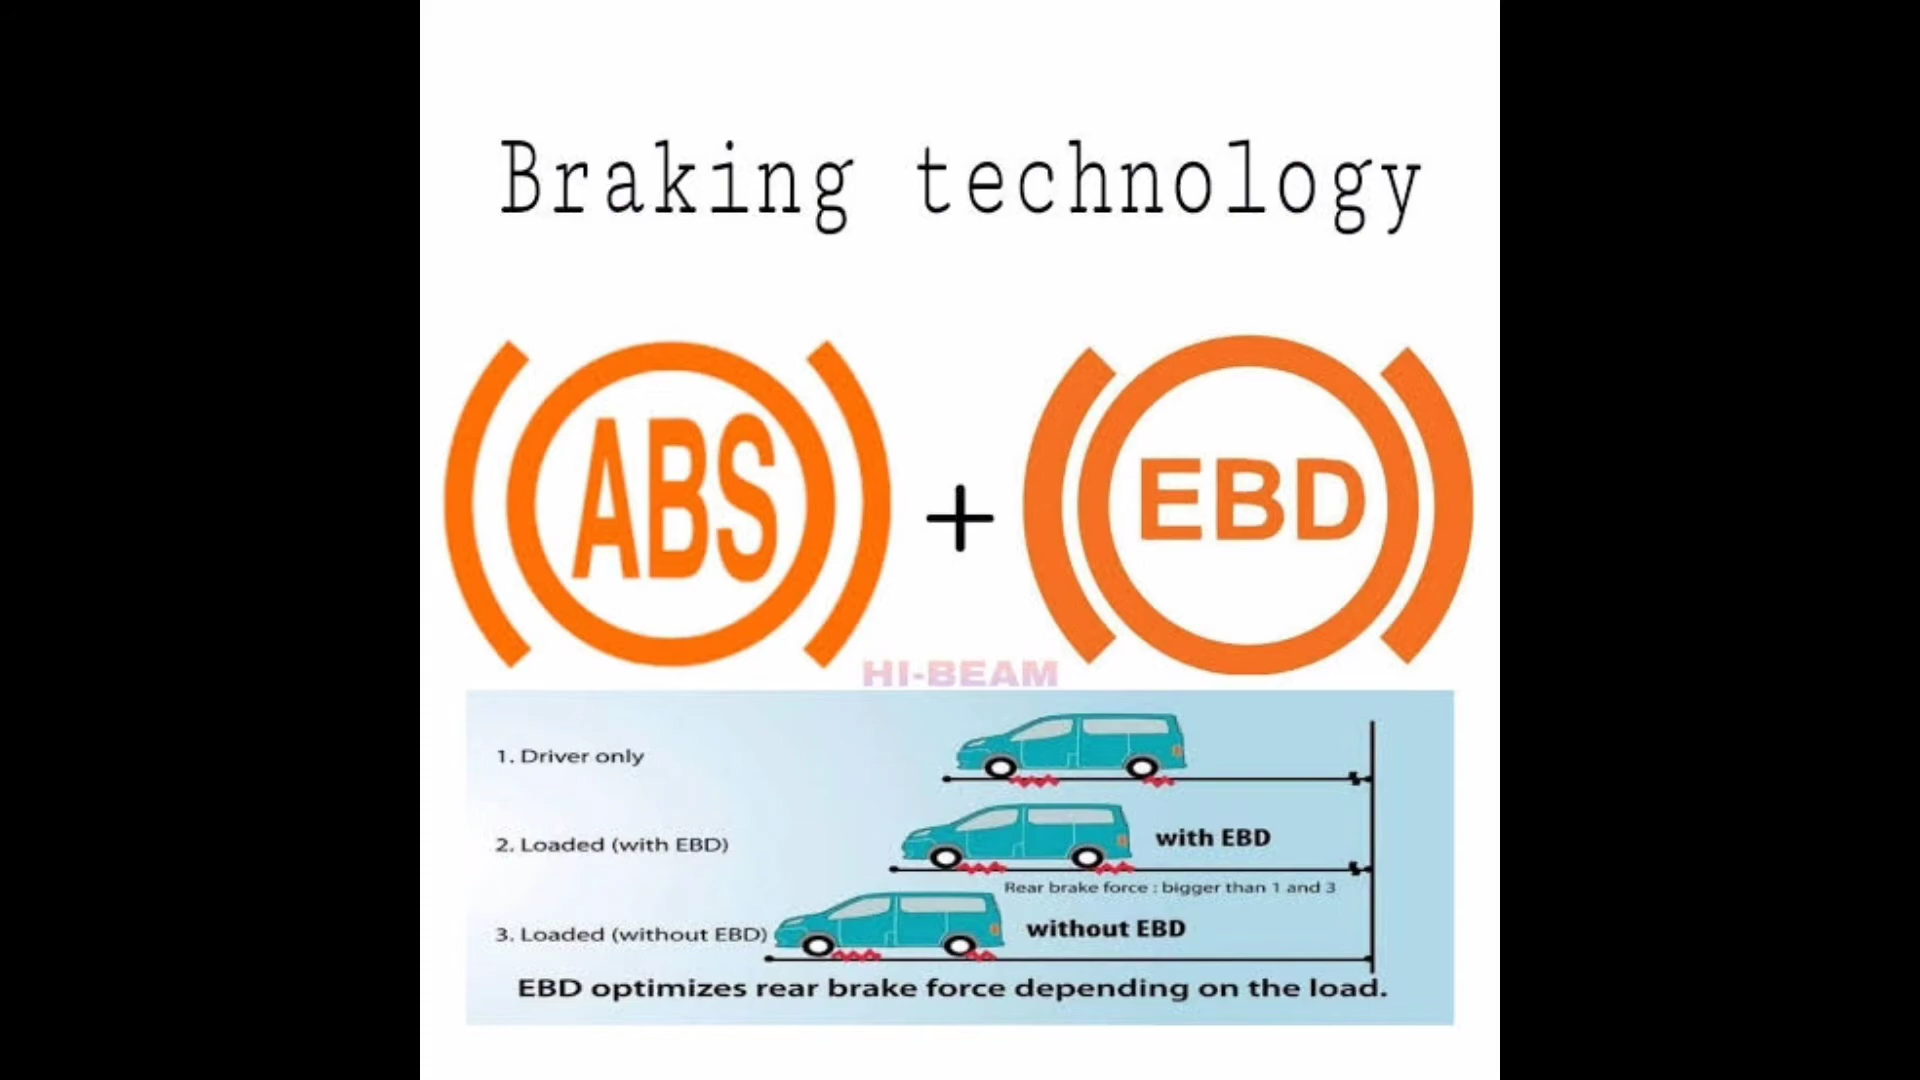 Braking technology
ABS + EBD
HI-BEAM
1. Driver only
2. Loaded (with EBD)
with EBD
Rear brake force : bigger than 1 and 3
3. Loaded (without EBD)
without EBD
EBD optimizes rear brake force depending on the load.